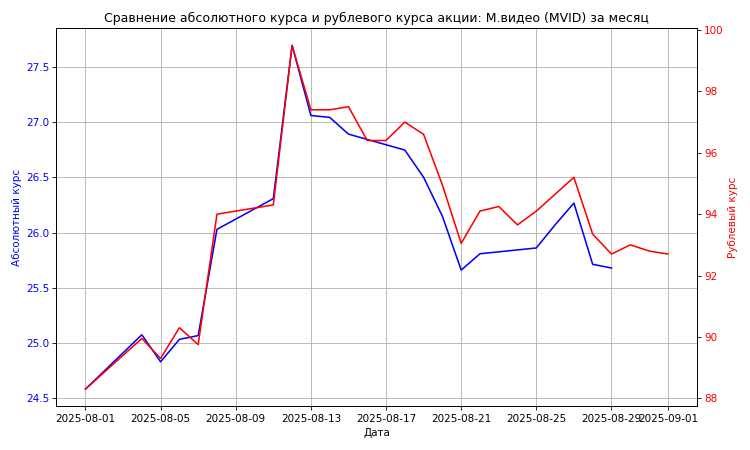 Сравнение абсолютного курса и рублевого курса акции: М.видео (MVID) за месяц
100
98
96
94
92
90
88
Рублевый курс
27.5
27.0
26.5
26.0
25.5
25.0
24.5
Абсолютный курс
2025-08-01 2025-08-05 2025-08-09 2025-08-13 2025-08-17 2025-08-21 2025-08-25 2025-08-29 2025-09-01
Дата